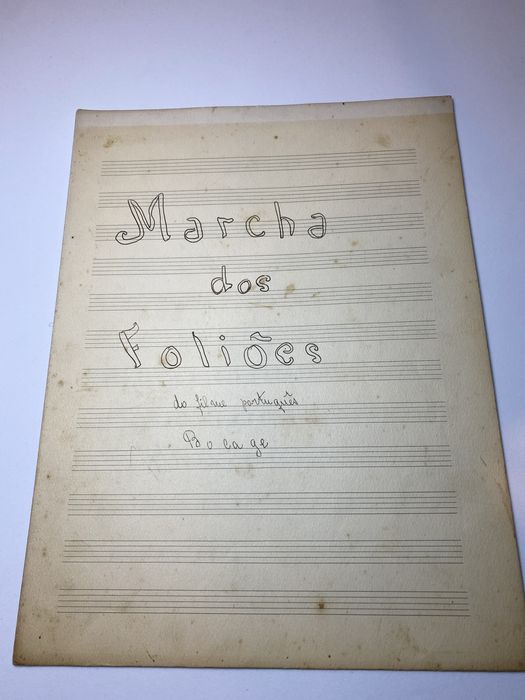 Marcha
dos
Foliões
do filme português
Bocage